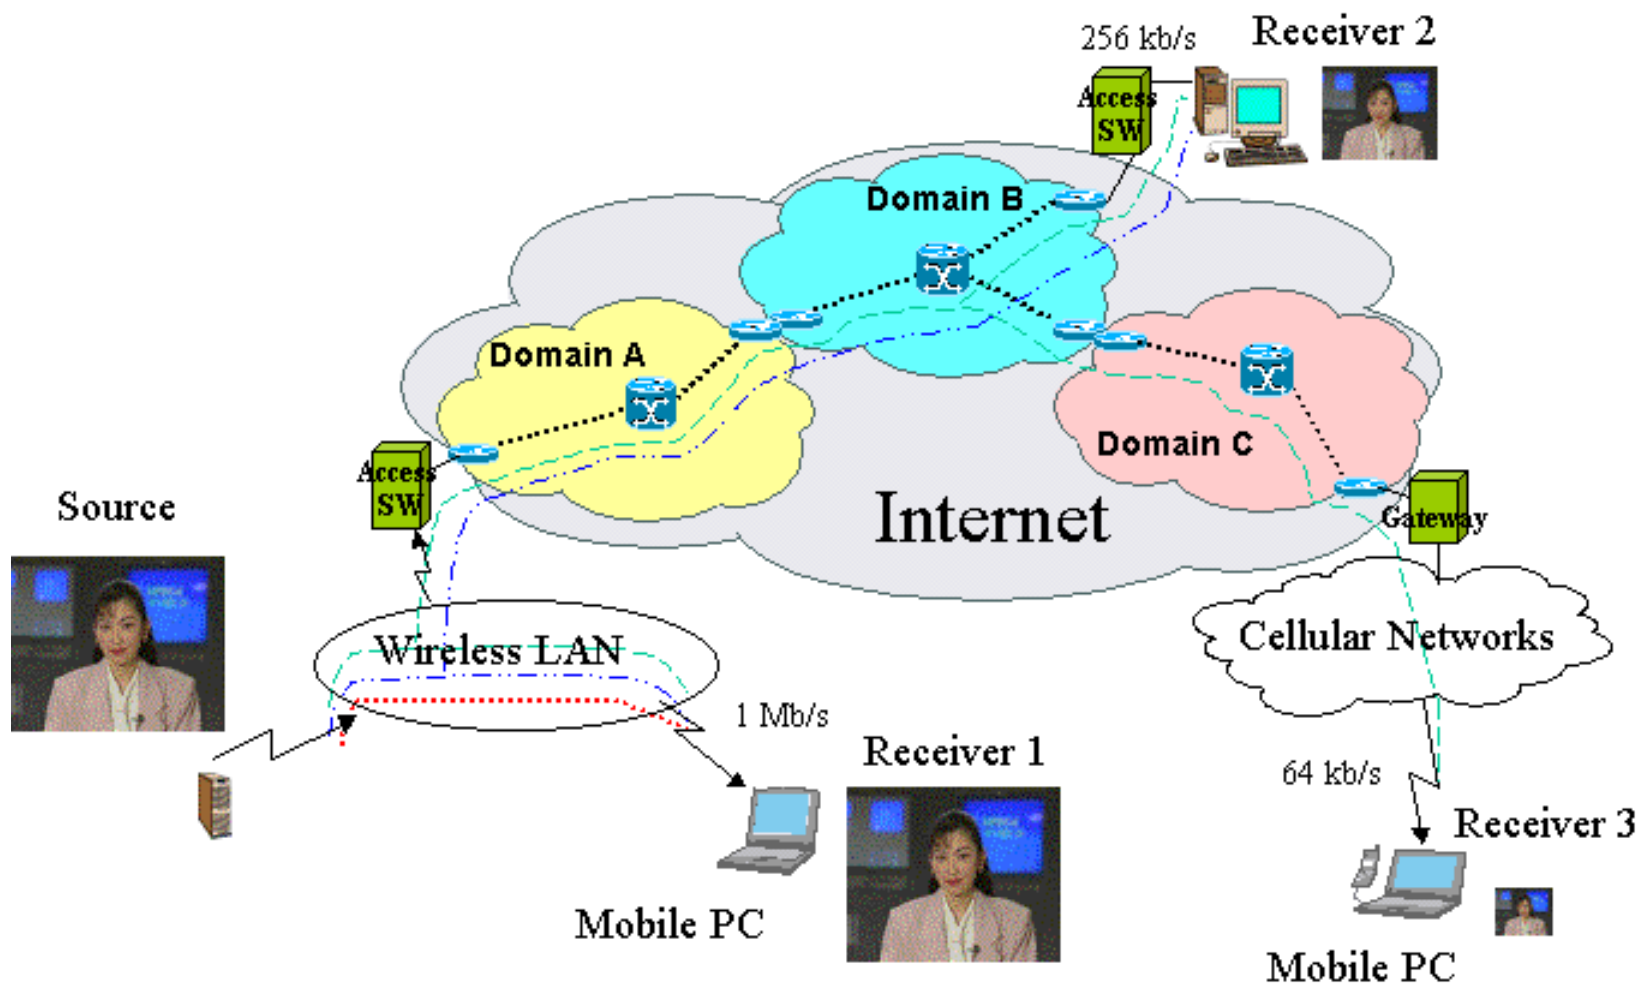 256 kb/s
Receiver 2
Access
SW
Domain B
Domain A
Domain C
Access
SW
Source
Internet
Gateway
Wireless LAN
Cellular Networks
1 Mb/s
Receiver 1
64 kb/s
Receiver 3
Mobile PC
Mobile PC